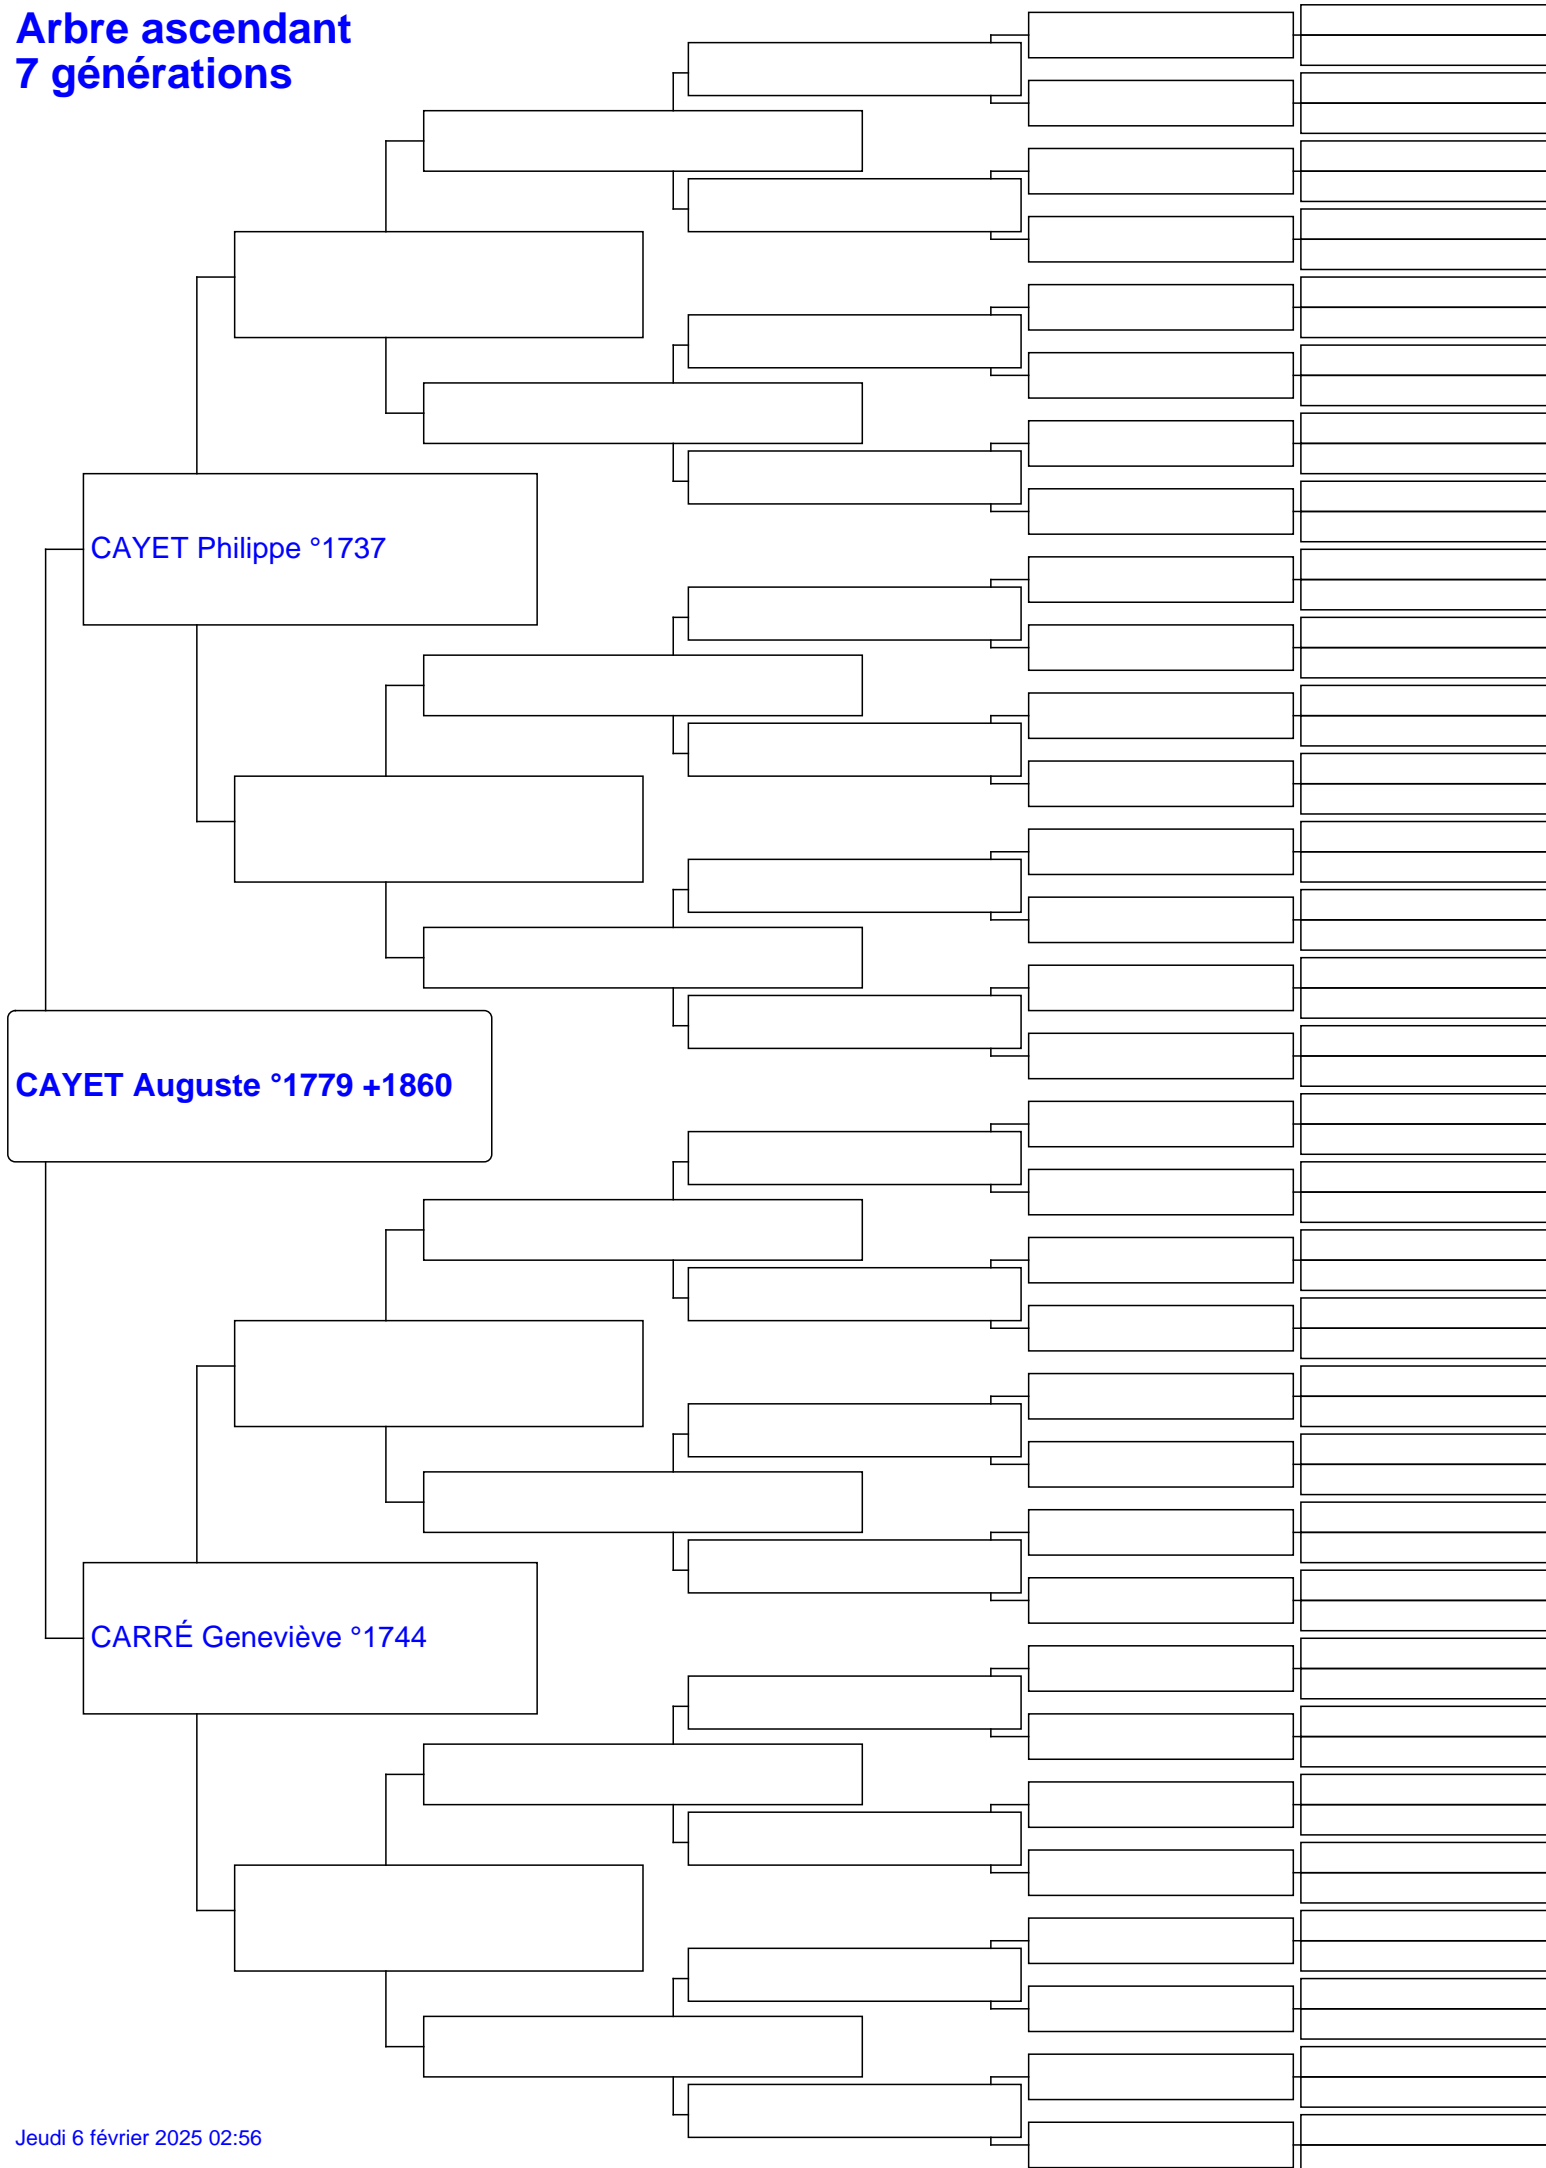 Arbre ascendant
7 générations
CAYET Philippe °1737
CAYET Auguste °1779 +1860
CARRÉ Geneviève °1744
Jeudi 6 février 2025 02:56